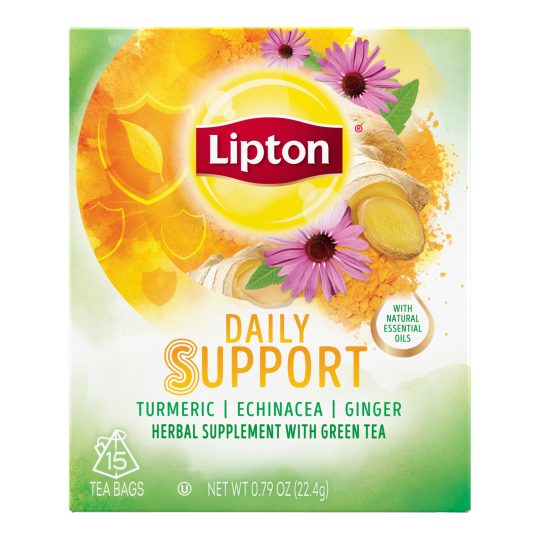 Lipton
®
WITH
NATURAL
ESSENTIAL
OILS
DAILY
SUPPORT
TURMERIC | ECHINACEA | GINGER
HERBAL SUPPLEMENT WITH GREEN TEA
15
TEA BAGS
U
NET WT 0.79 OZ (22.4g)